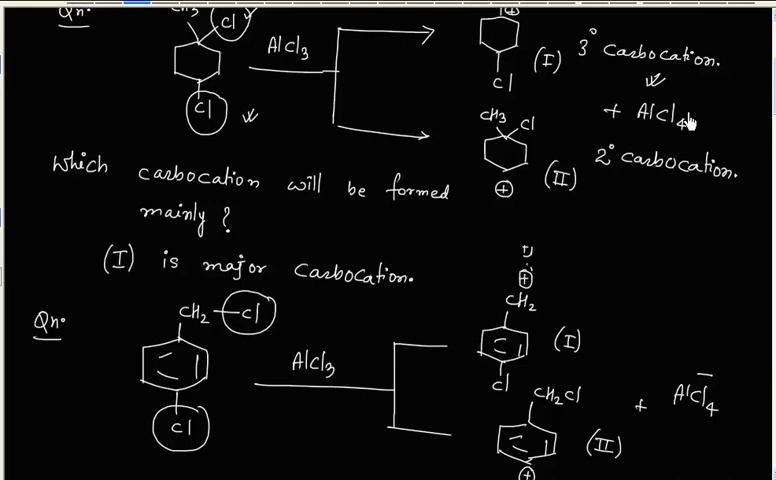 Qn:
CH3
Cl
Cl
AlCl3
⊕
Cl
(I)
3° Carbocation.
+ AlCl4
CH3
Cl
⊕
(II)
2° Carbocation.
Which carbocation will be formed
mainly?
(I) is major carbocation.
Qn:
CH2—Cl
Cl
AlCl3
⊕
CH2
Cl
(I)
CH2Cl
⊕
(II)
+ AlCl4⁻